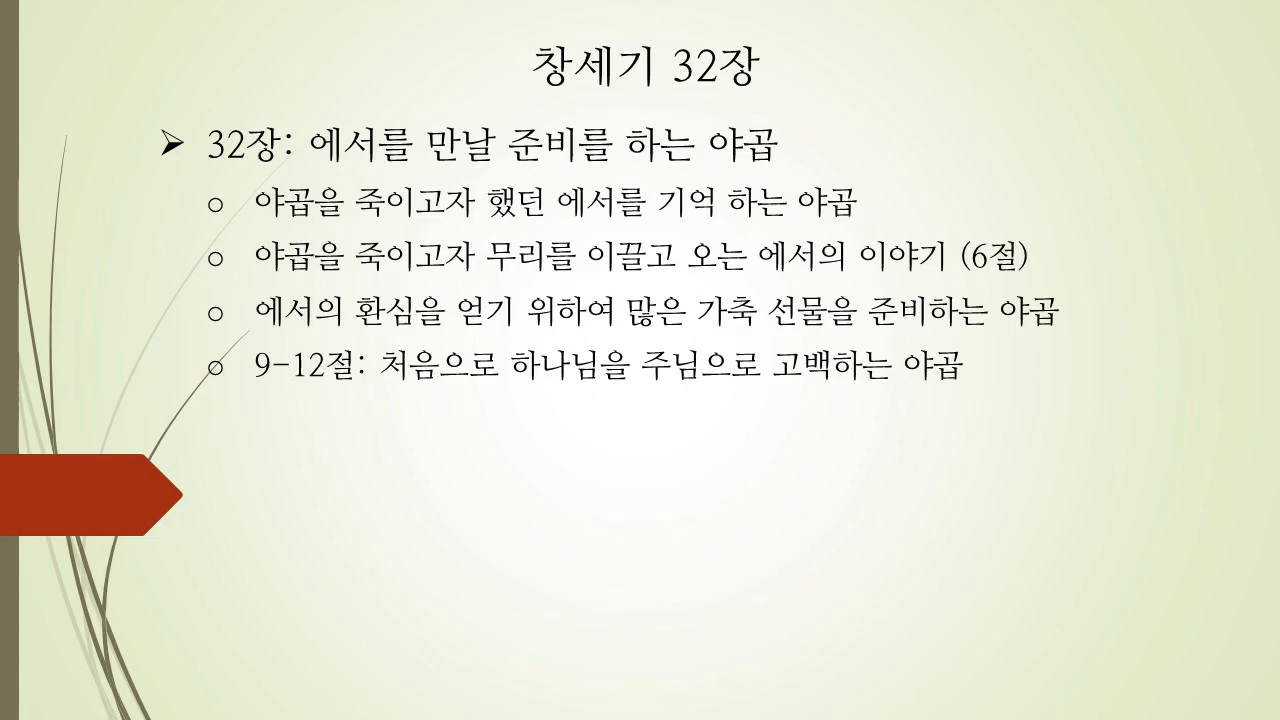 창세기 32장
➢ 32장: 에서를 만날 준비를 하는 야곱
○ 야곱을 죽이고자 했던 에서를 기억 하는 야곱
○ 야곱을 죽이고자 무리를 이끌고 오는 에서의 이야기 (6절)
○ 에서의 환심을 얻기 위하여 많은 가축 선물을 준비하는 야곱
○ 9-12절: 처음으로 하나님을 주님으로 고백하는 야곱